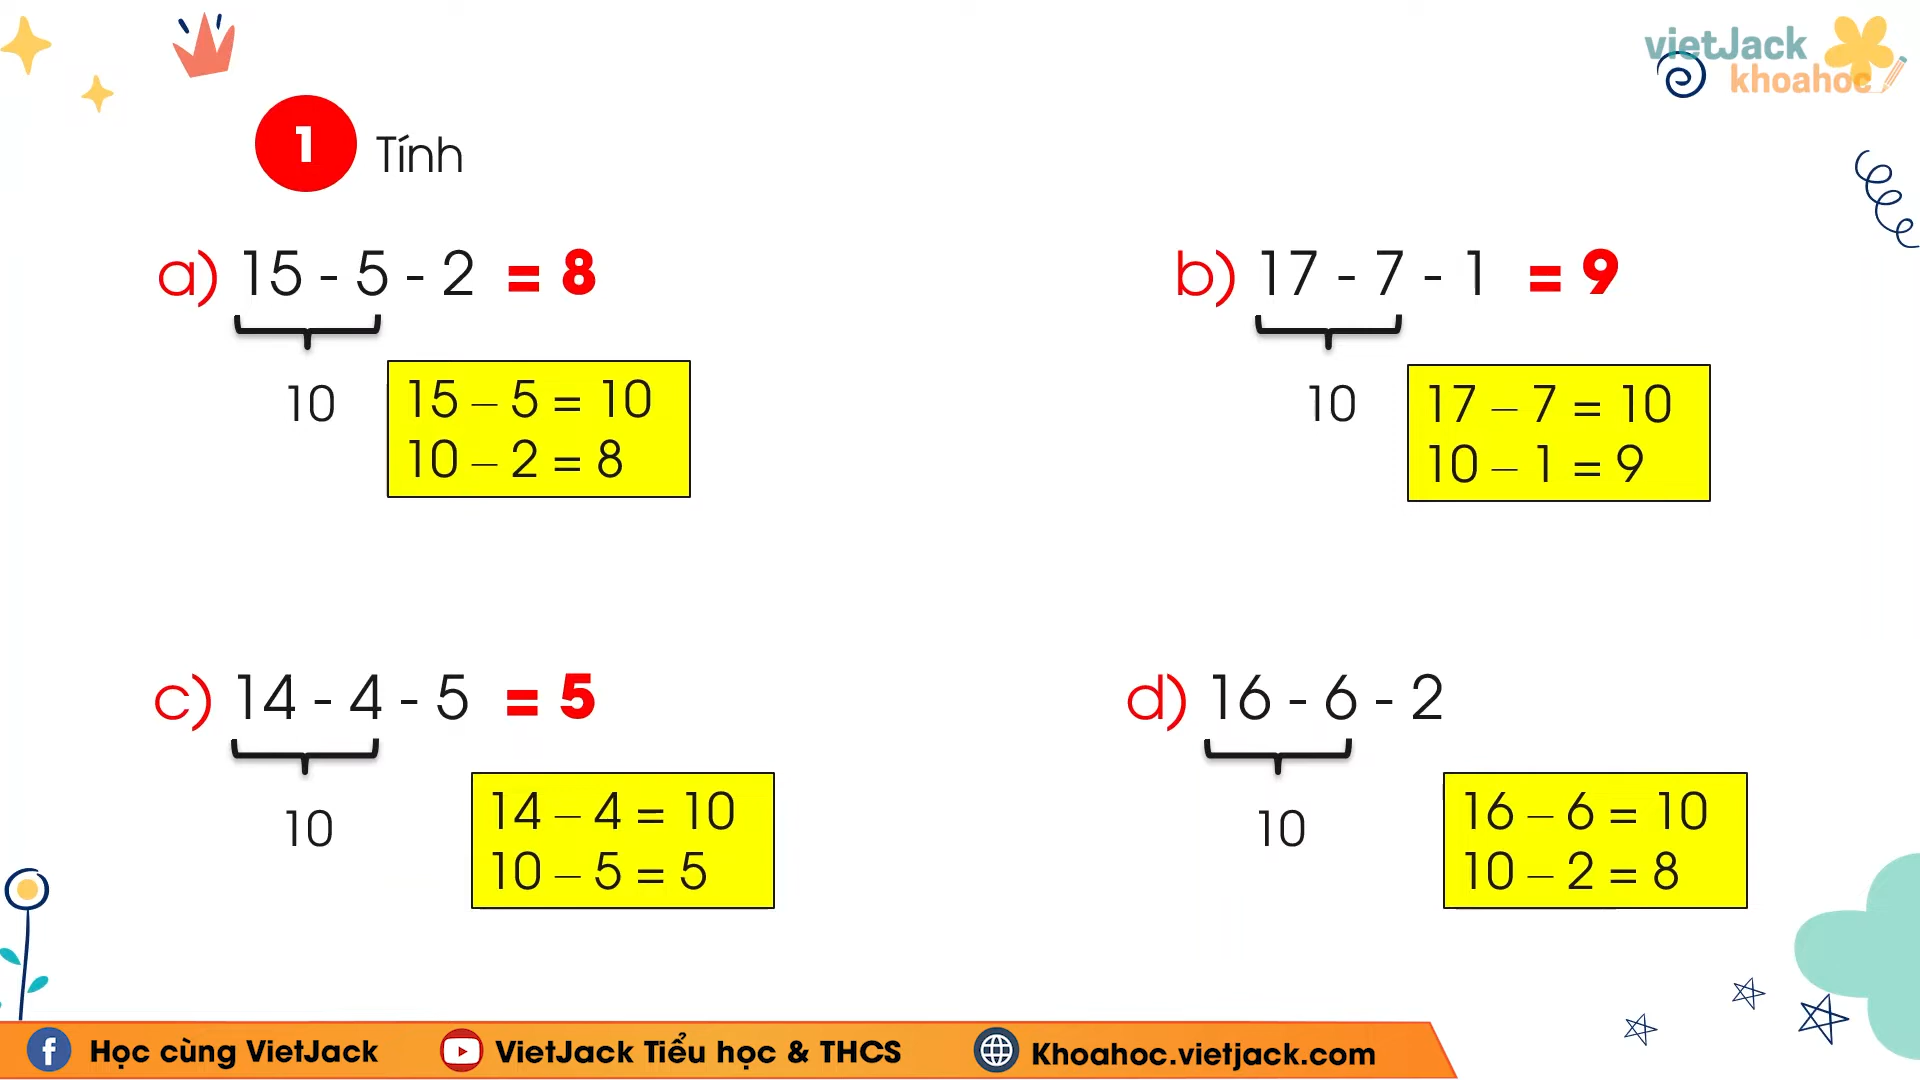 vietJack
khoahoc
1 Tính
a) 15 - 5 - 2 = 8
10
15 – 5 = 10
10 – 2 = 8
b) 17 - 7 - 1 = 9
10
17 – 7 = 10
10 – 1 = 9
c) 14 - 4 - 5 = 5
10
14 – 4 = 10
10 – 5 = 5
d) 16 - 6 - 2
10
16 – 6 = 10
10 – 2 = 8
Học cùng VietJack
VietJack Tiểu học & THCS
Khoahoc.vietjack.com